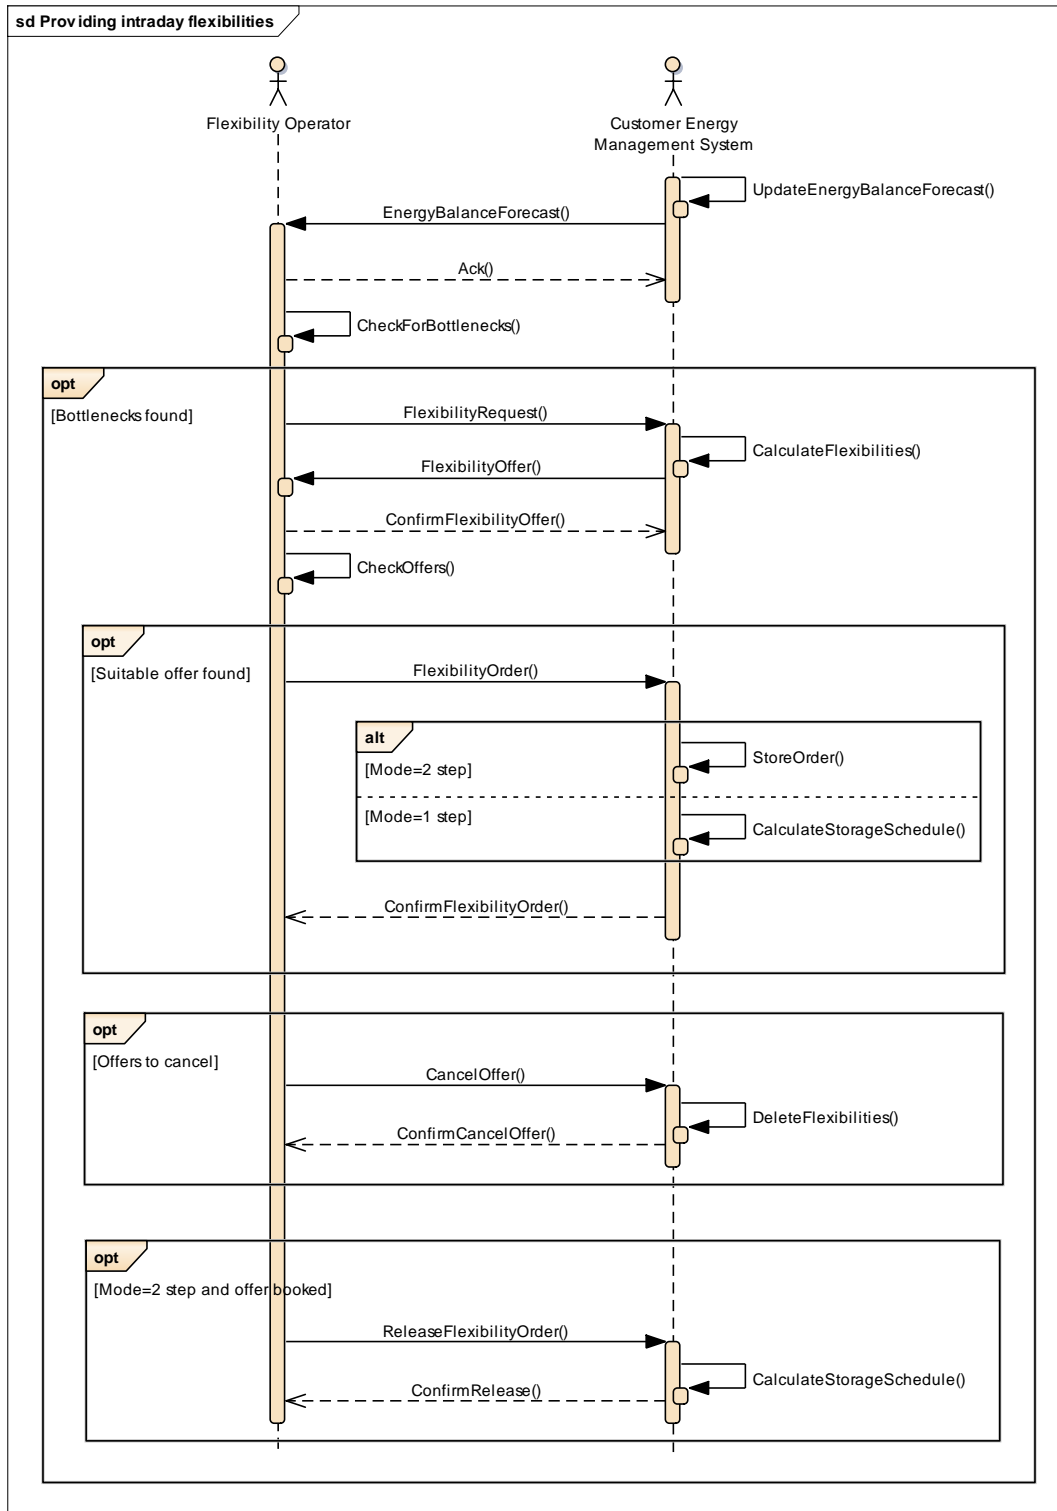 sd Providing intraday flexibilities
Flexibility Operator
Customer Energy
Management System
UpdateEnergyBalanceForecast()
EnergyBalanceForecast()
Ack()
CheckForBottlenecks()
opt
[Bottlenecks found]
FlexibilityRequest()
CalculateFlexibilities()
FlexibilityOffer()
ConfirmFlexibilityOffer()
CheckOffers()
opt
[Suitable offer found]
FlexibilityOrder()
alt
[Mode=2 step]
StoreOrder()
[Mode=1 step]
CalculateStorageSchedule()
ConfirmFlexibilityOrder()
opt
[Offers to cancel]
CancelOffer()
DeleteFlexibilities()
ConfirmCancelOffer()
opt
[Mode=2 step and offer booked]
ReleaseFlexibilityOrder()
CalculateStorageSchedule()
ConfirmRelease()